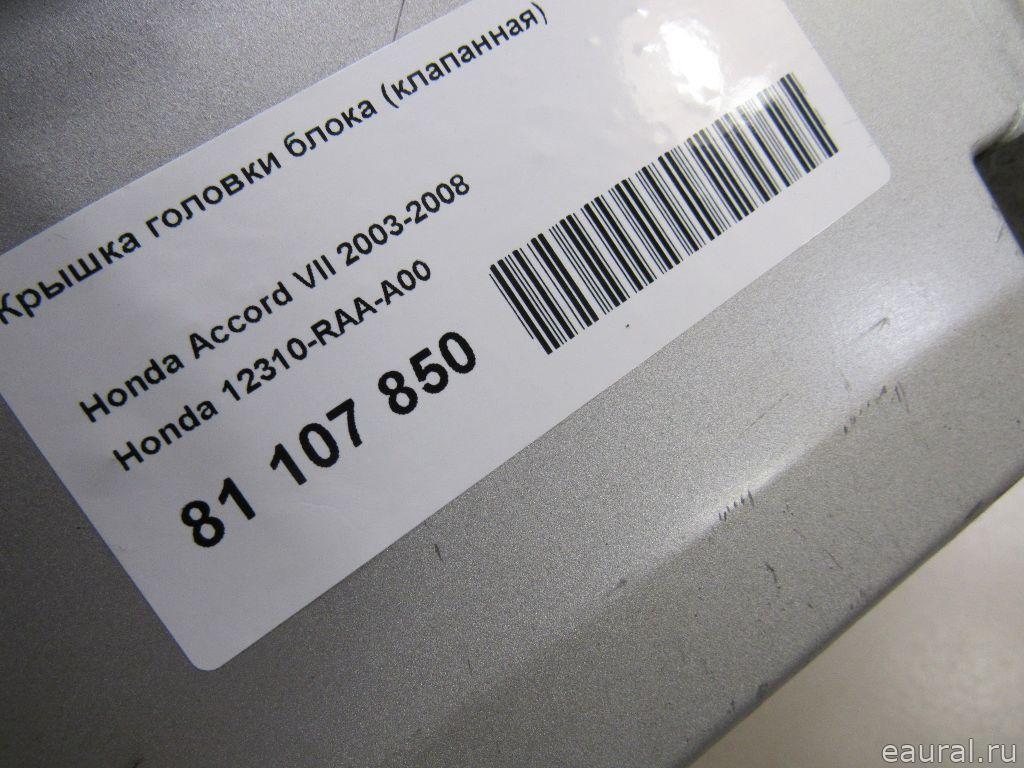 Крышка головки блока (клапанная)
Honda Accord VII 2003-2008
Honda 12310-RAA-A00
81 107 850
eaural.ru